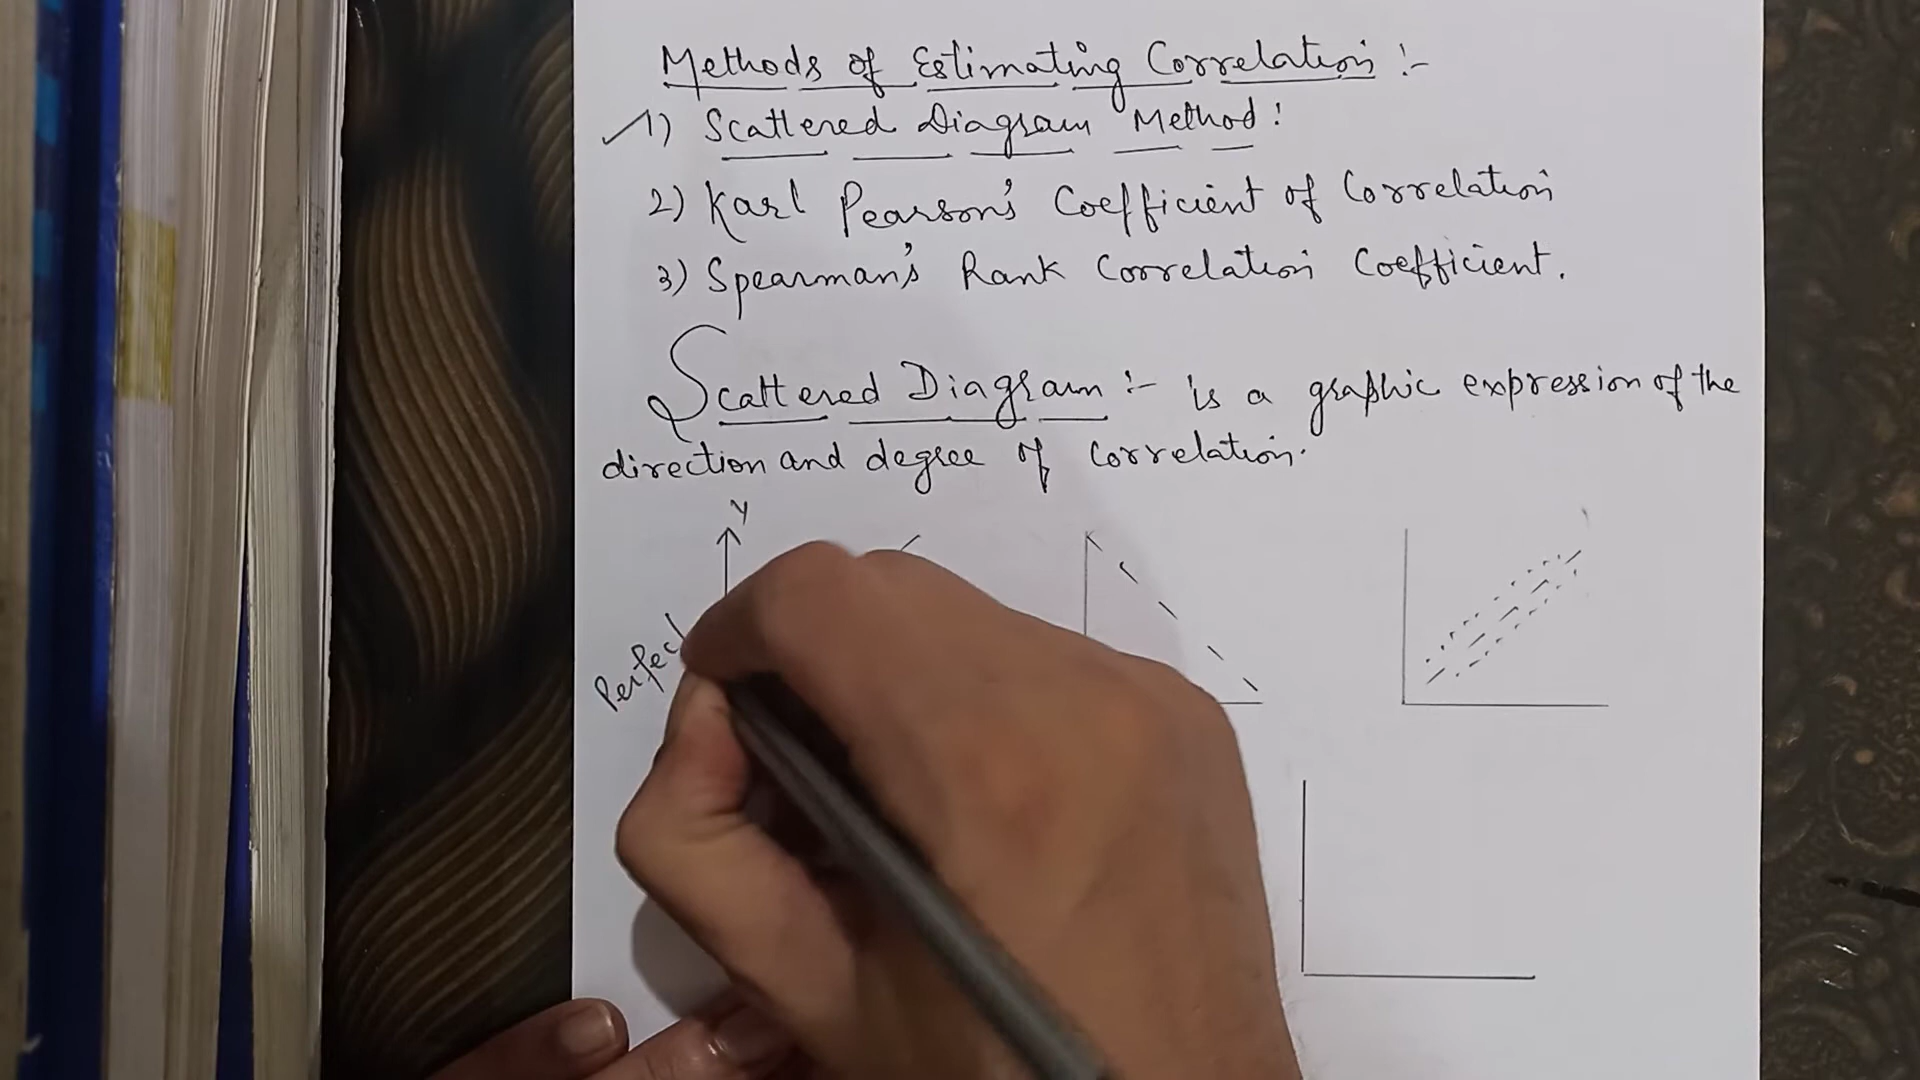 Methods of Estimating Correlation :-
1) Scattered Diagram Method :
2) Karl Pearson's Coefficient of Correlation
3) Spearman's Rank Correlation Coefficient.
Scattered Diagram :- is a graphic expression of the
direction and degree of Correlation.
y
Perfec